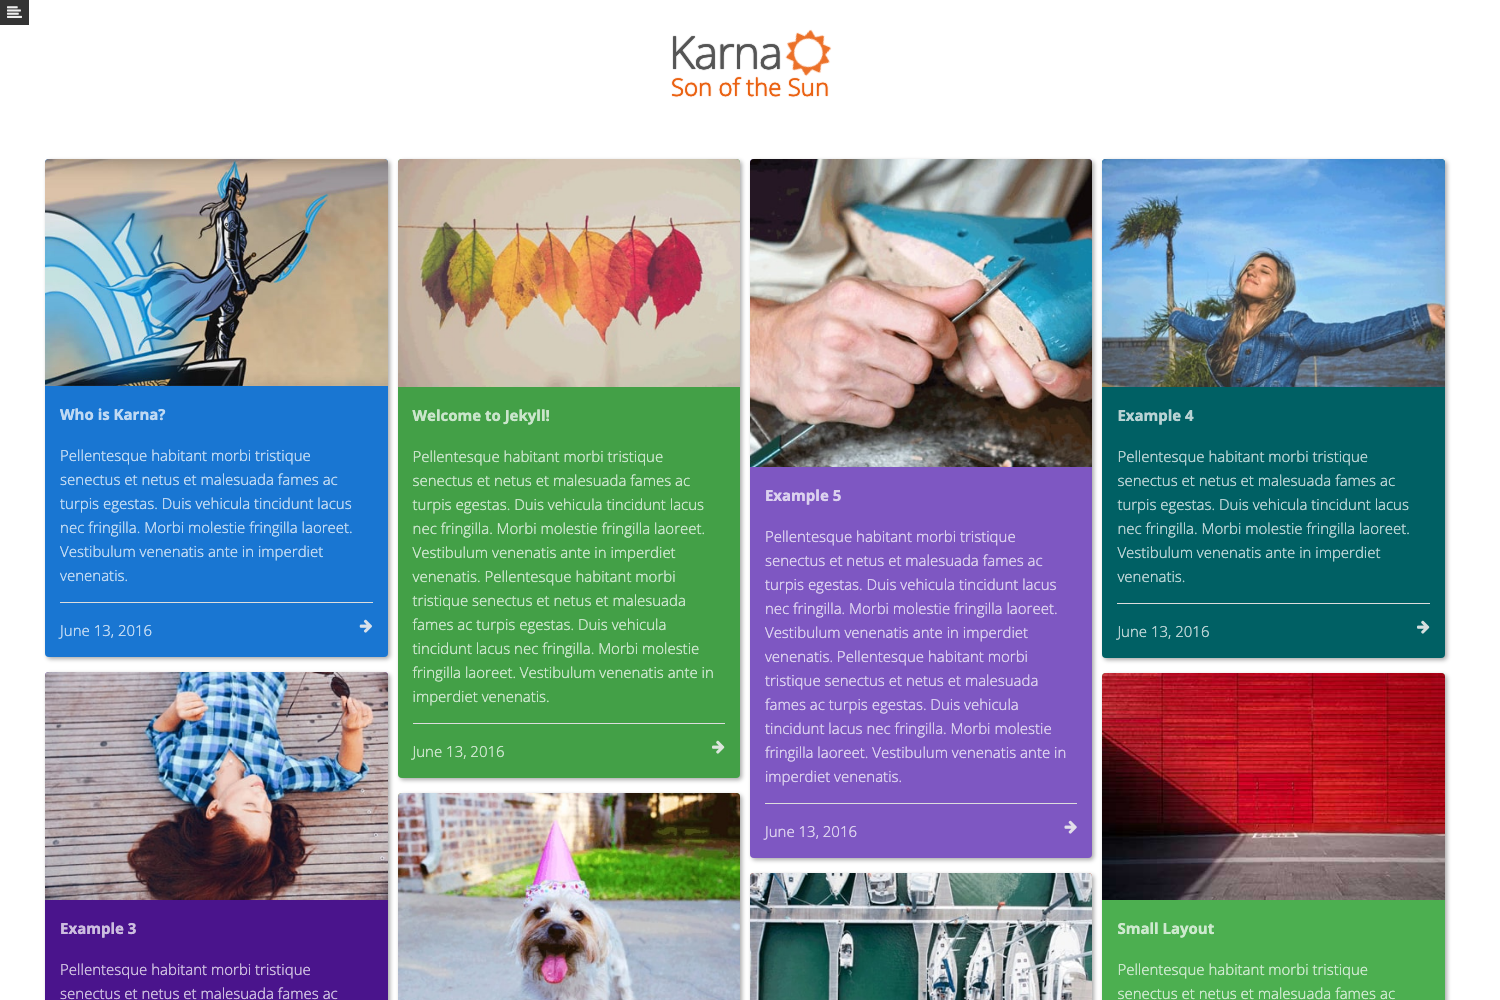 Karna
Son of the Sun
Who is Karna?
Pellentesque habitant morbi tristique
senectus et netus et malesuada fames ac
turpis egestas. Duis vehicula tincidunt lacus
nec fringilla. Morbi molestie fringilla laoreet.
Vestibulum venenatis ante in imperdiet
venenatis.
June 13, 2016
Example 3
Pellentesque habitant morbi tristique
senectus et netus et malesuada fames ac
Welcome to Jekyll!
Pellentesque habitant morbi tristique
senectus et netus et malesuada fames ac
turpis egestas. Duis vehicula tincidunt lacus
nec fringilla. Morbi molestie fringilla laoreet.
Vestibulum venenatis ante in imperdiet
venenatis. Pellentesque habitant morbi
tristique senectus et netus et malesuada
fames ac turpis egestas. Duis vehicula
tincidunt lacus nec fringilla. Morbi molestie
fringilla laoreet. Vestibulum venenatis ante in
imperdiet venenatis.
June 13, 2016
Example 5
Pellentesque habitant morbi tristique
senectus et netus et malesuada fames ac
turpis egestas. Duis vehicula tincidunt lacus
nec fringilla. Morbi molestie fringilla laoreet.
Vestibulum venenatis ante in imperdiet
venenatis. Pellentesque habitant morbi
tristique senectus et netus et malesuada
fames ac turpis egestas. Duis vehicula
tincidunt lacus nec fringilla. Morbi molestie
fringilla laoreet. Vestibulum venenatis ante in
imperdiet venenatis.
June 13, 2016
Example 4
Pellentesque habitant morbi tristique
senectus et netus et malesuada fames ac
turpis egestas. Duis vehicula tincidunt lacus
nec fringilla. Morbi molestie fringilla laoreet.
Vestibulum venenatis ante in imperdiet
venenatis.
June 13, 2016
Small Layout
Pellentesque habitant morbi tristique
senectus et netus et malesuada fames ac